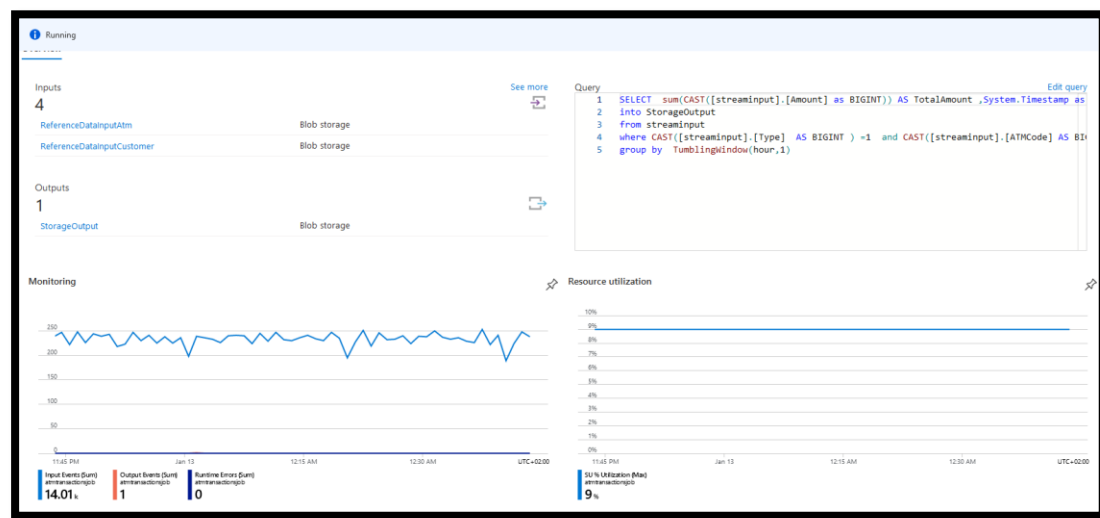 Running
Inputs
See more
4
ReferenceDataInputAtm Blob storage
ReferenceDataInputCustomer Blob storage
Outputs
1
StorageOutput Blob storage
Query
Edit query
1 SELECT sum(CAST([streaminput].[Amount] as BIGINT)) AS TotalAmount ,System.Timestamp as
2 into StorageOutput
3 from streaminput
4 where CAST([streaminput].[Type] AS BIGINT ) =1 and CAST([streaminput].[ATMCode] AS BI
5 group by TumblingWindow(hour,1)
Monitoring
250
200
150
100
50
0
11:45 PM Jan 13 12:15 AM 12:30 AM UTC+02:00
Input Events (Sum)
atmtransactionsjob
14.01 k
Output Events (Sum)
atmtransactionsjob
1
Runtime Errors (Sum)
atmtransactionsjob
0
Resource utilization
10%
9%
8%
7%
6%
5%
4%
3%
2%
1%
0%
11:45 PM Jan 13 12:15 AM 12:30 AM UTC+02:00
SU % Utilization (Max)
atmtransactionsjob
9 %